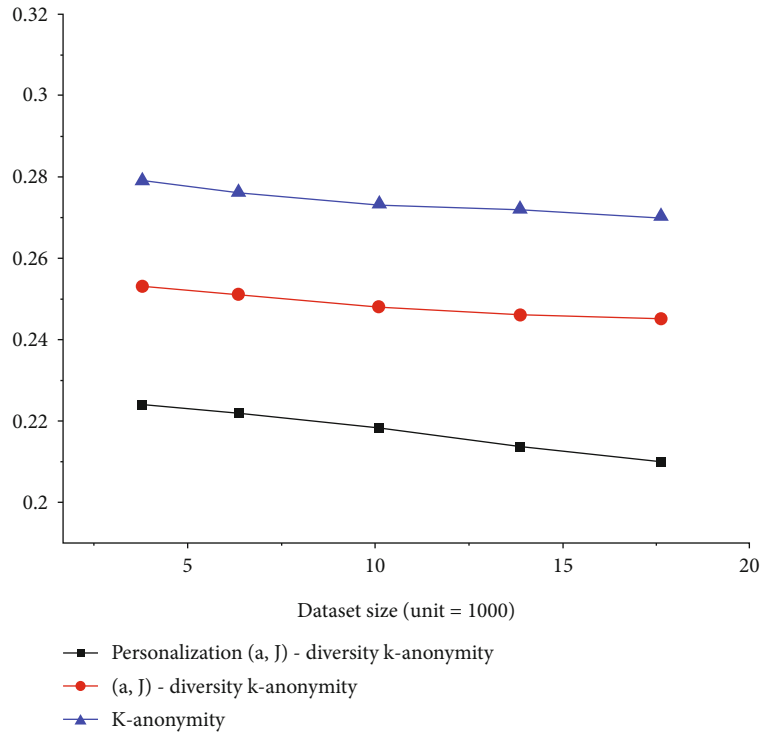 0.32
0.3
0.28
0.26
0.24
0.22
0.2
5
10
15
20
Dataset size (unit = 1000)
Personalization (a, J) - diversity k-anonymity
(a, J) - diversity k-anonymity
K-anonymity